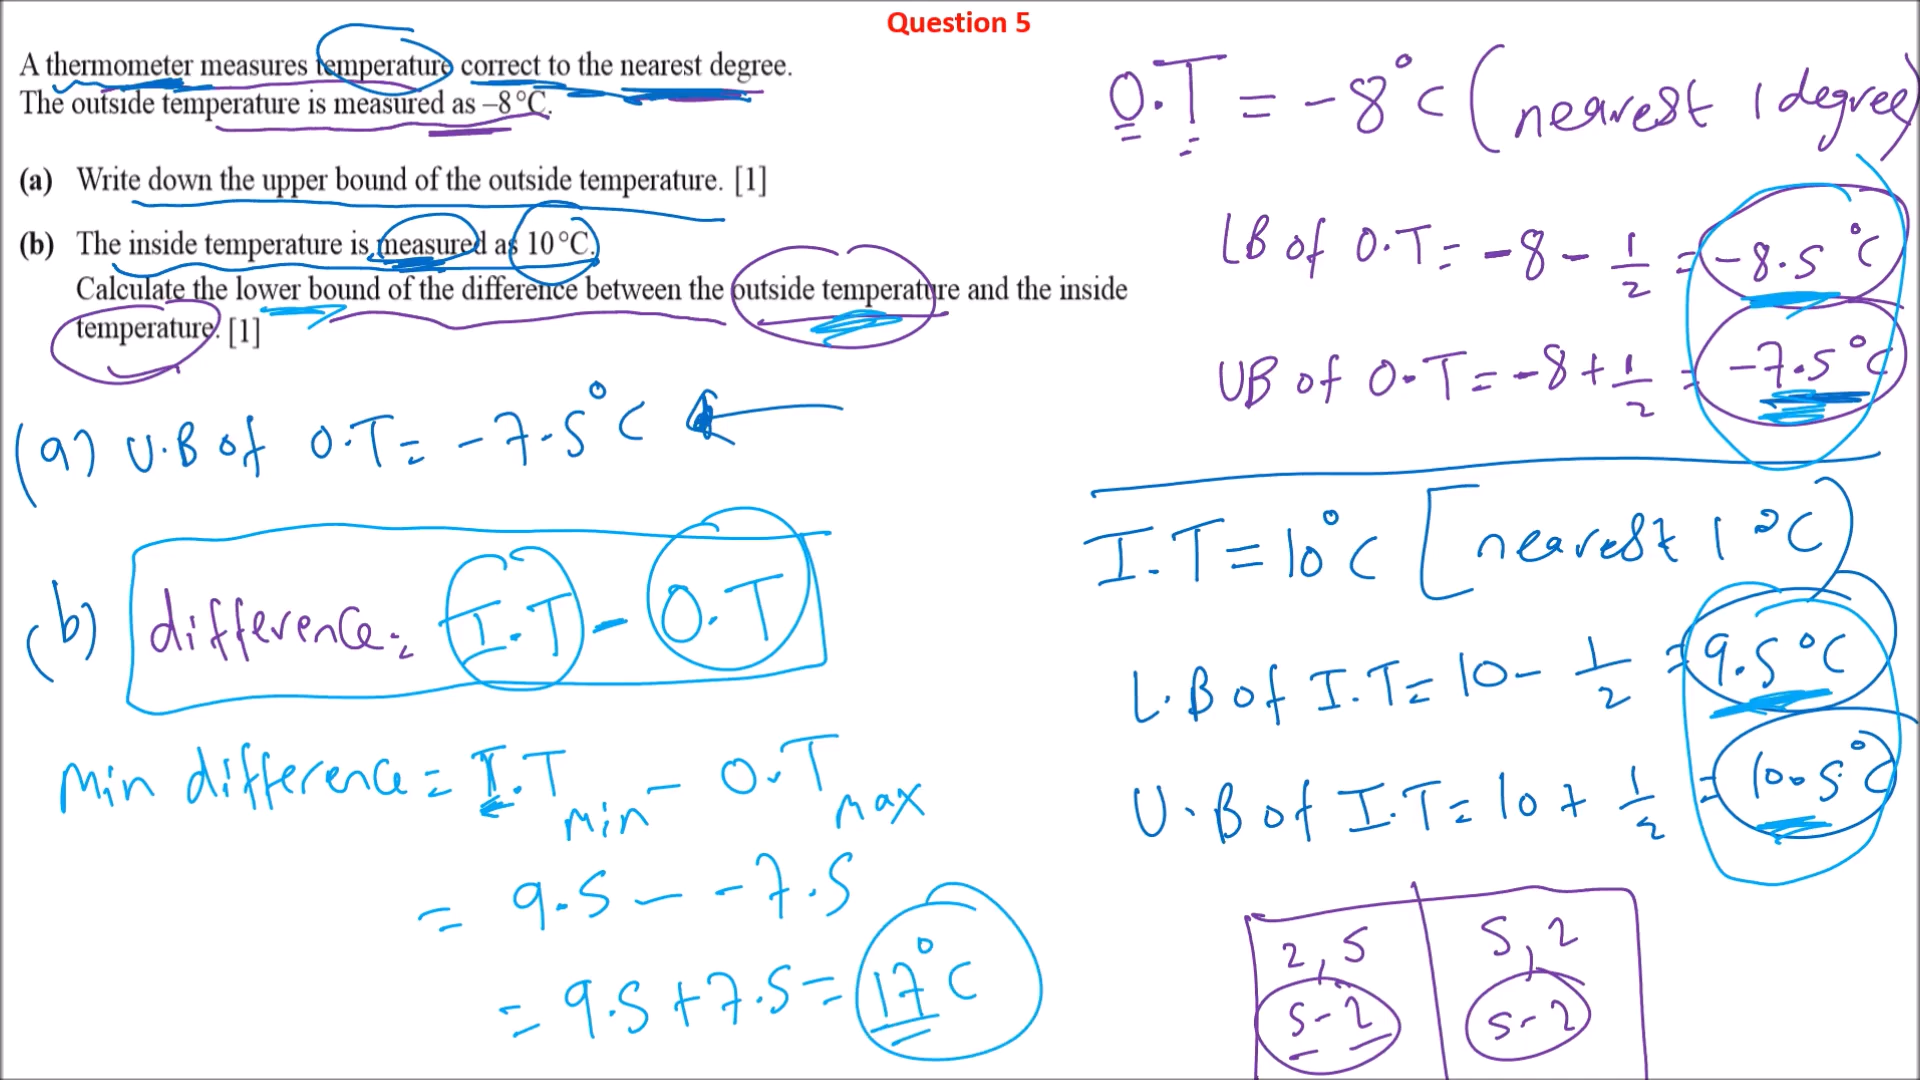 Question 5
A thermometer measures temperature correct to the nearest degree.
The outside temperature is measured as –8 °C.
(a) Write down the upper bound of the outside temperature. [1]
(b) The inside temperature is measured as 10 °C.
Calculate the lower bound of the difference between the outside temperature and the inside
temperature. [1]
(a) U.B of O.T = -7.5°C
(b) difference = I.T - O.T
Min difference = I.T min - O.T max
= 9.5 - -7.5
= 9.5 + 7.5 = 17°C
O.T = -8°C (nearest 1 degree)
LB of O.T = -8 - 1/2 = -8.5°C
UB of O.T = -8 + 1/2 = -7.5°C
I.T = 10°C [nearest 1°C)
L.B of I.T = 10 - 1/2 = 9.5°C
U.B of I.T = 10 + 1/2 = 10.5°C
2, 5 5, 2
5-2 5-2